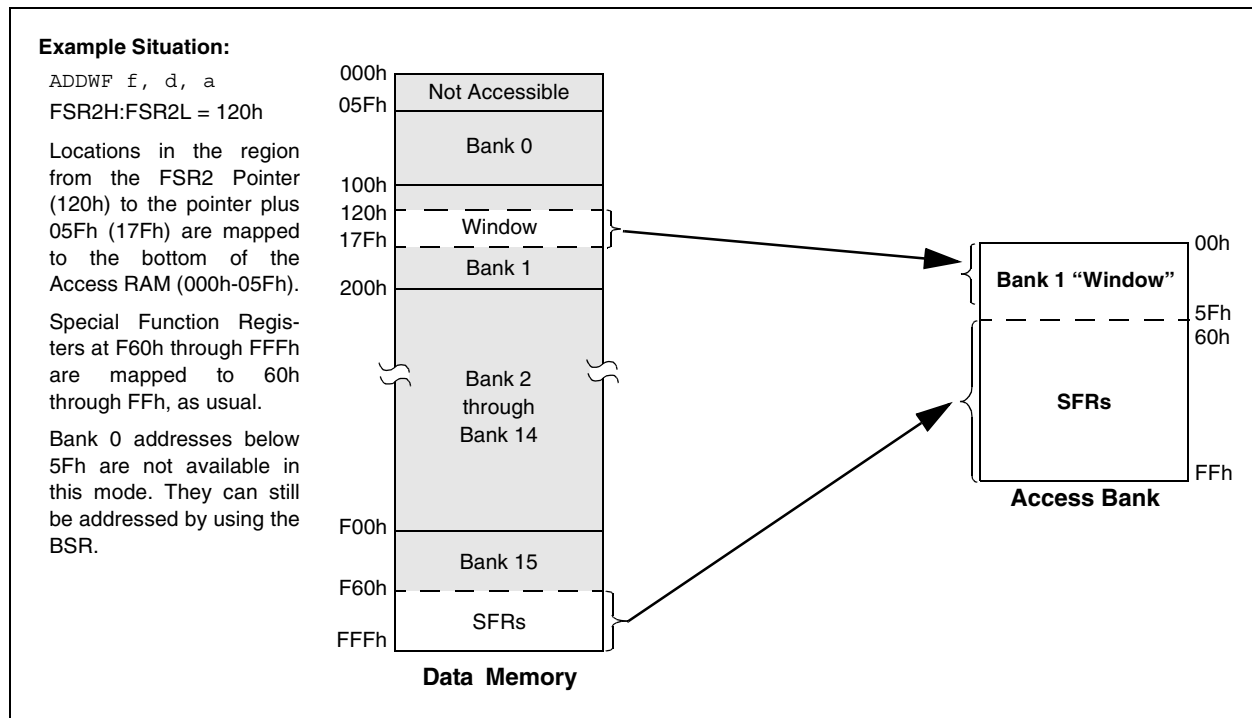 Example Situation:
ADDWF f, d, a
FSR2H:FSR2L = 120h
Locations in the region
from the FSR2 Pointer
(120h) to the pointer plus
05Fh (17Fh) are mapped
to the bottom of the
Access RAM (000h-05Fh).
Special Function Regis-
ters at F60h through FFFh
are mapped to 60h
through FFh, as usual.
Bank 0 addresses below
5Fh are not available in
this mode. They can still
be addressed by using the
BSR.
000h
Not Accessible
05Fh
Bank 0
100h
120h
Window
17Fh
Bank 1
200h
Bank 2
through
Bank 14
F00h
Bank 15
F60h
SFRs
FFFh
Data Memory
00h
Bank 1 “Window”
5Fh
60h
SFRs
FFh
Access Bank